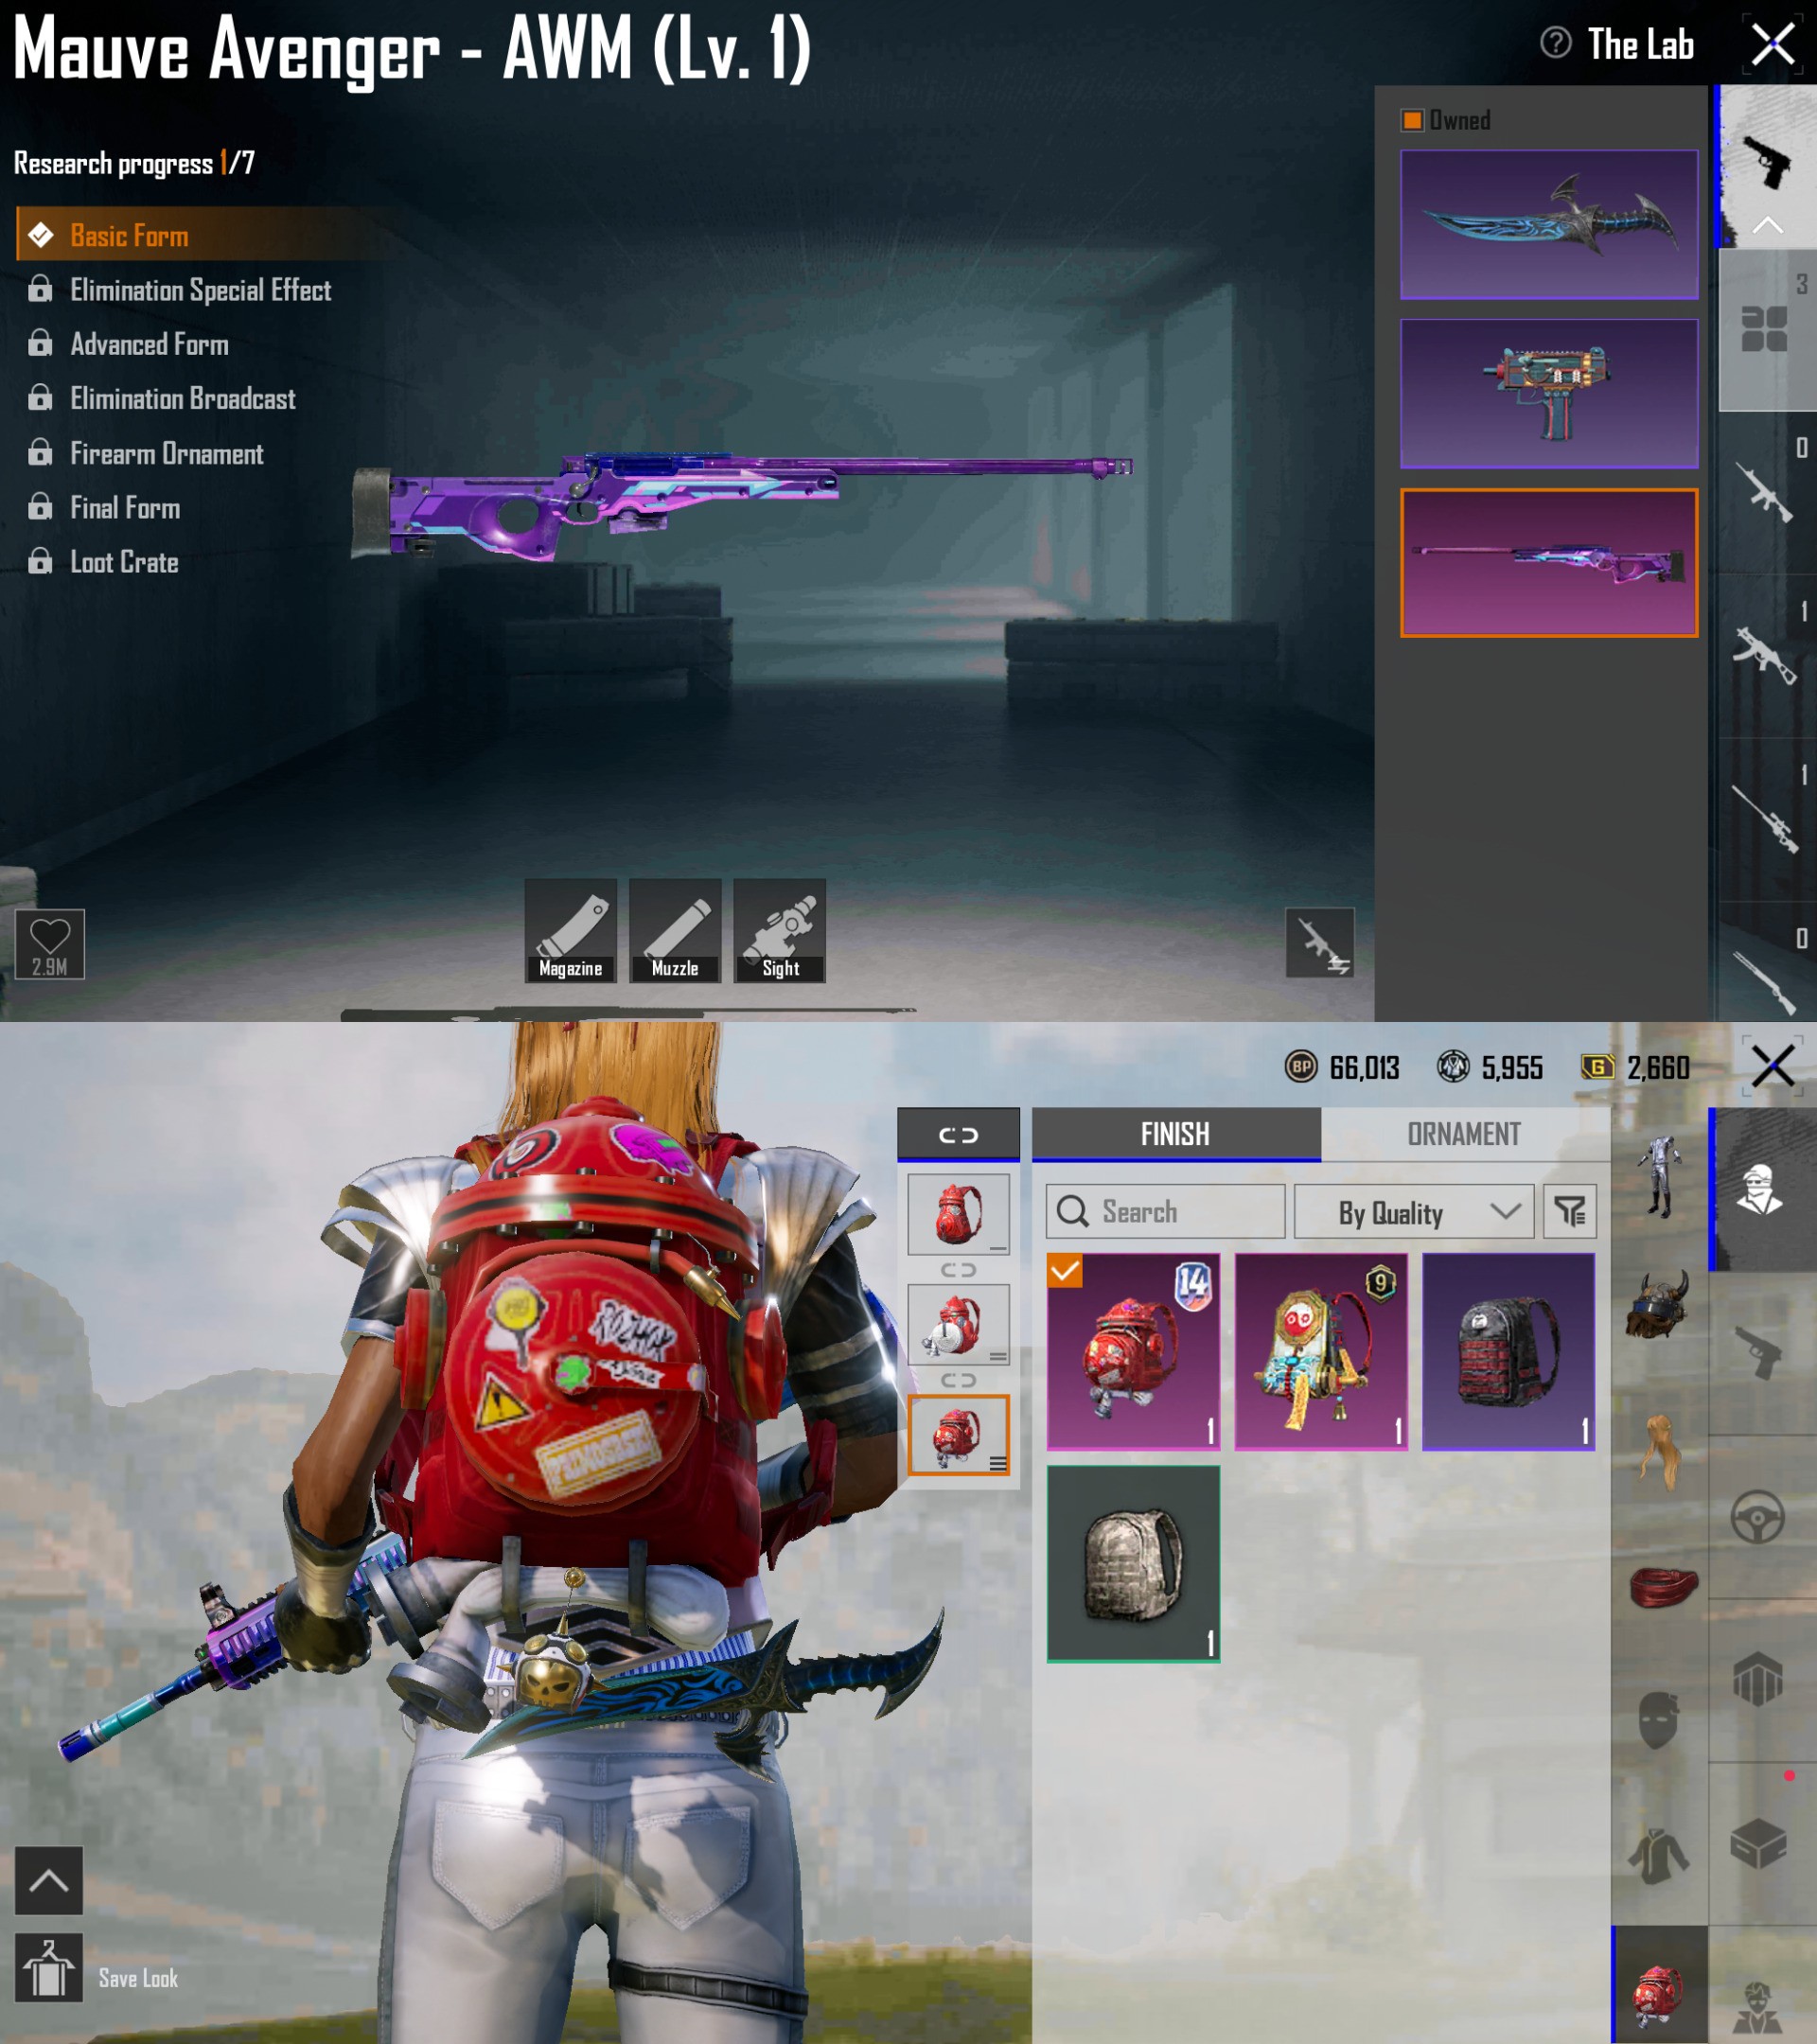 Mauve Avenger - AWM (Lv. 1)
The Lab
Owned
Research progress 1/7
Basic Form
Elimination Special Effect
Advanced Form
Elimination Broadcast
Firearm Ornament
Final Form
Loot Crate
3
0
1
1
0
2.9M
Magazine
Muzzle
Sight
BP 66,013
5,955
G 2,660
FINISH
ORNAMENT
Search
By Quality
14
1
9
1
1
1
Save Look